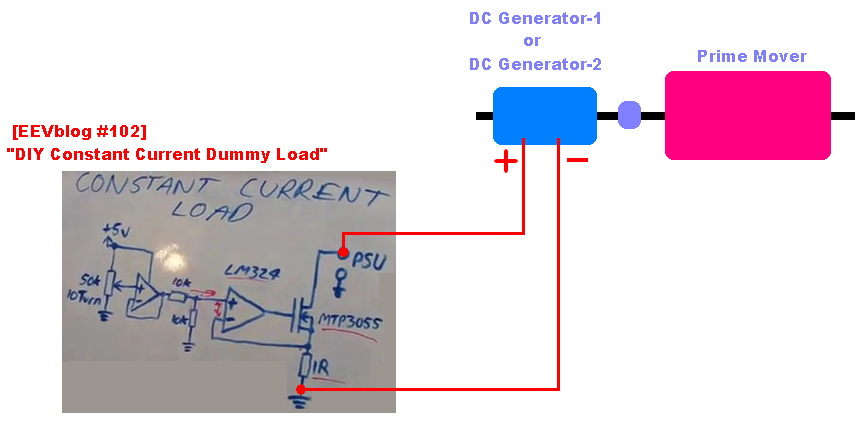 DC Generator-1
or
DC Generator-2
Prime Mover
[EEVblog #102]
"DIY Constant Current Dummy Load"
+ −
CONSTANT CURRENT
LOAD
+5V
50k
10Turn
+
-
10k
10k
LM324
+
-
PSU
MTP3055
1R